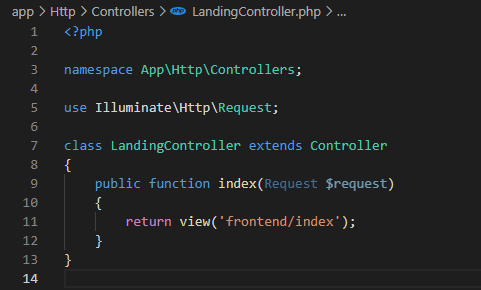 app > Http > Controllers > php LandingController.php > ...
1 <?php
2
3 namespace App\Http\Controllers;
4
5 use Illuminate\Http\Request;
6
7 class LandingController extends Controller
8 {
9     public function index(Request $request)
10     {
11         return view('frontend/index');
12     }
13 }
14